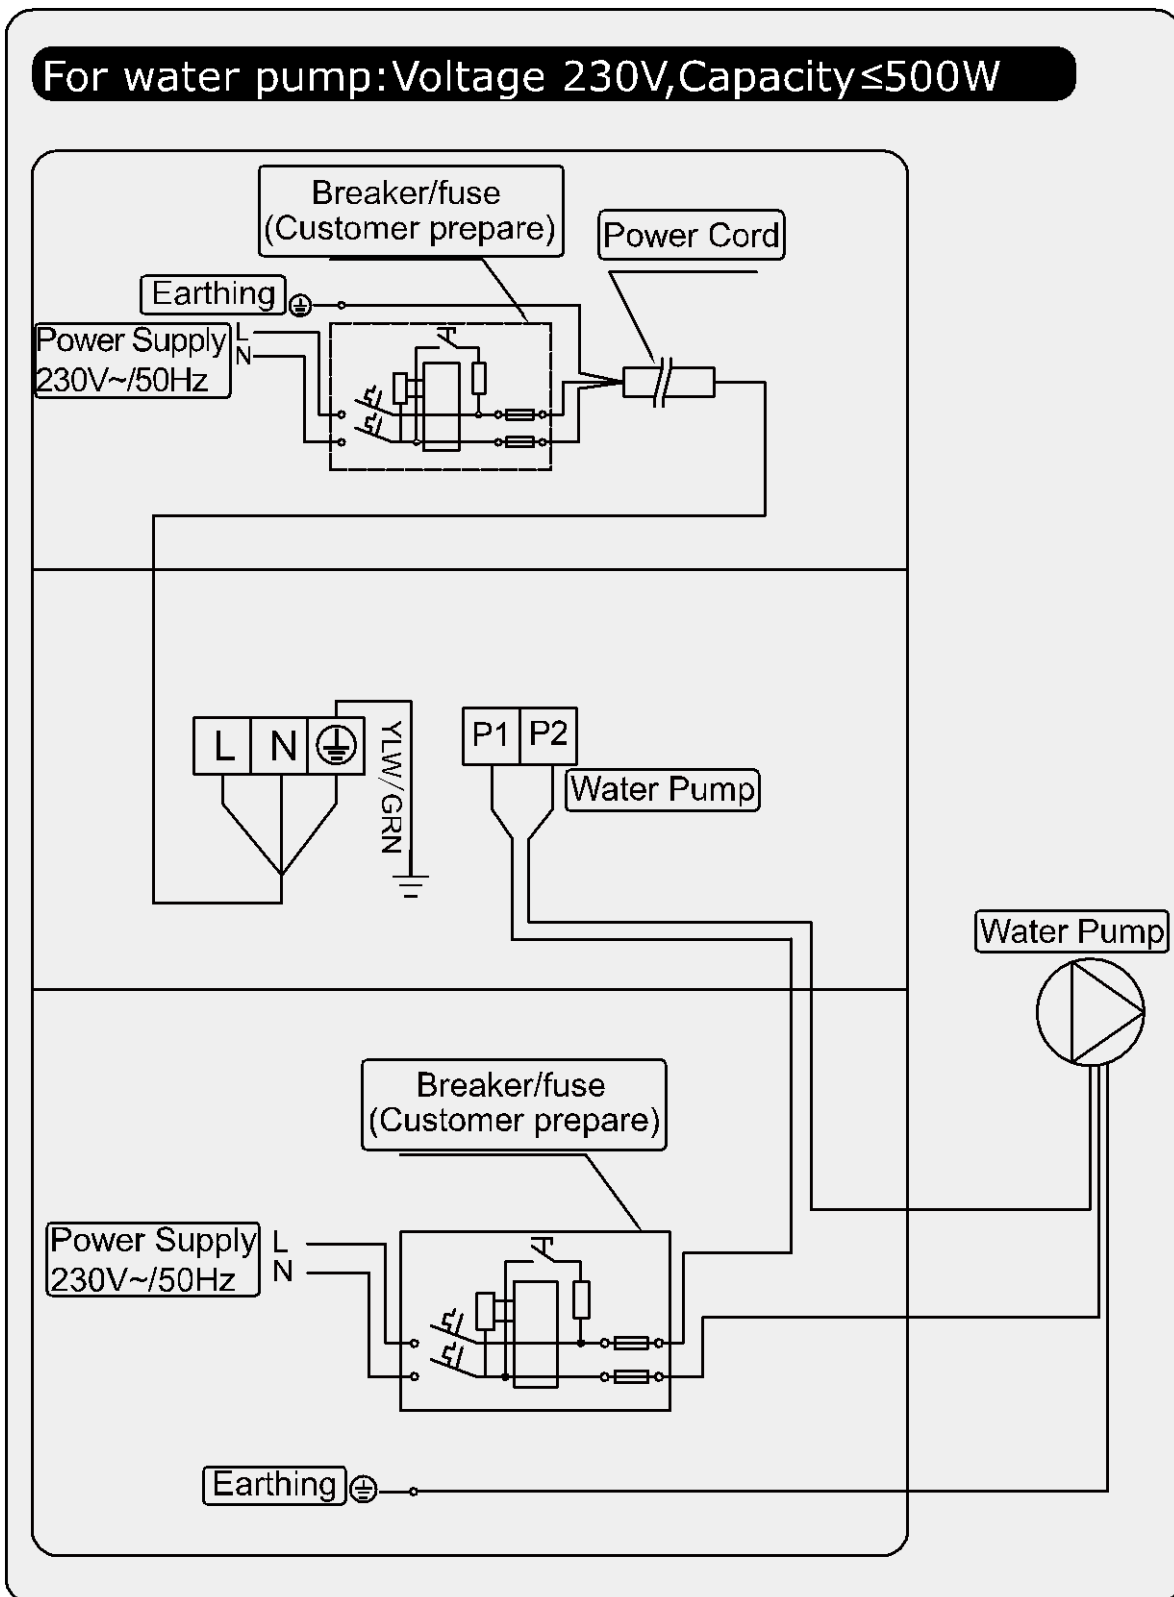 For water pump:Voltage 230V,Capacity≤500W
Breaker/fuse
(Customer prepare)
Power Cord
Earthing
Power Supply
230V~/50Hz
L
N
L N
YLW/GRN
P1 P2
Water Pump
Water Pump
Breaker/fuse
(Customer prepare)
Power Supply
230V~/50Hz
L
N
Earthing